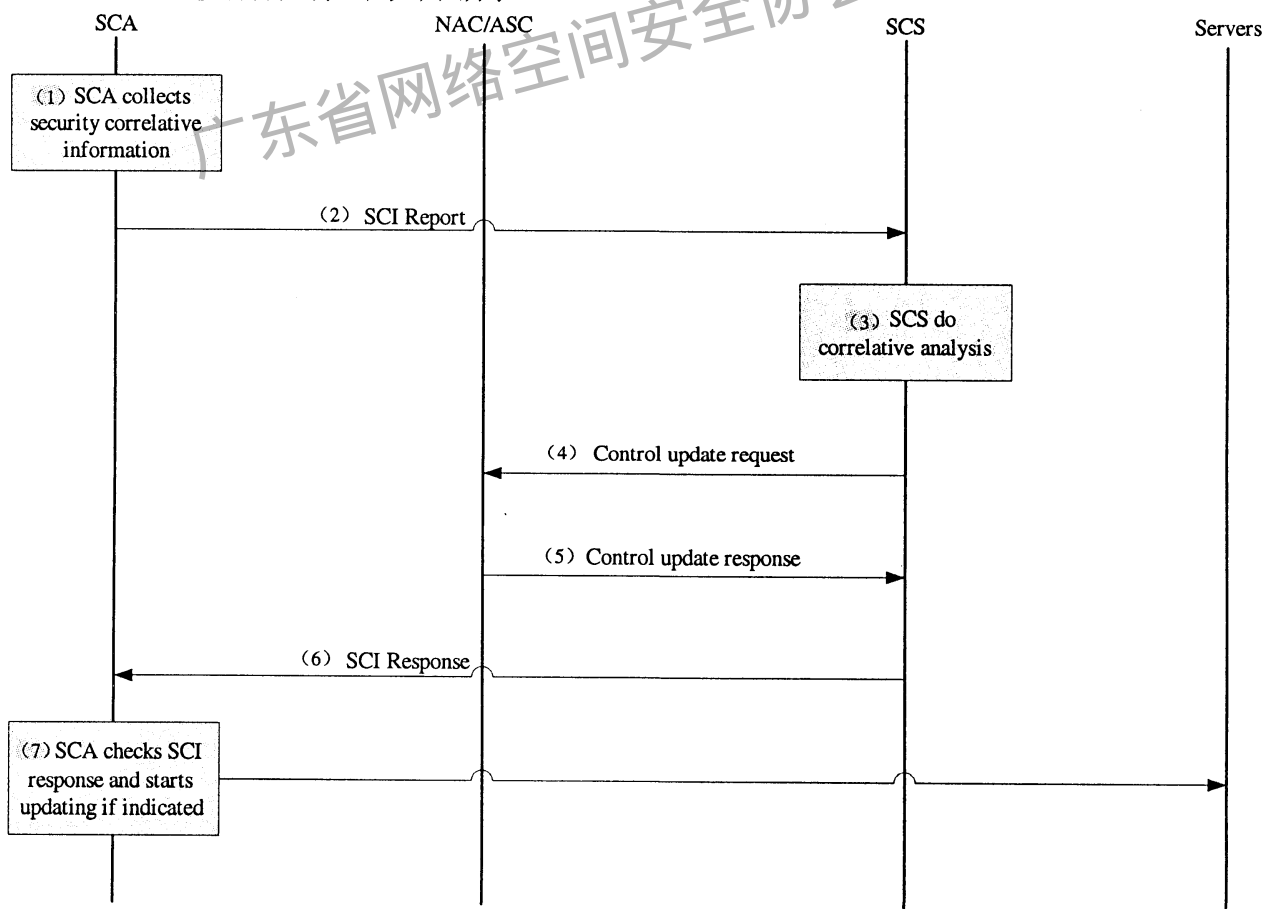 SCA
NAC/ASC
SCS
Servers
广东省网络空间安全协会
(1) SCA collects
security correlative
information
(2) SCI Report
(3) SCS do
correlative analysis
(4) Control update request
(5) Control update response
(6) SCI Response
(7) SCA checks SCI
response and starts
updating if indicated